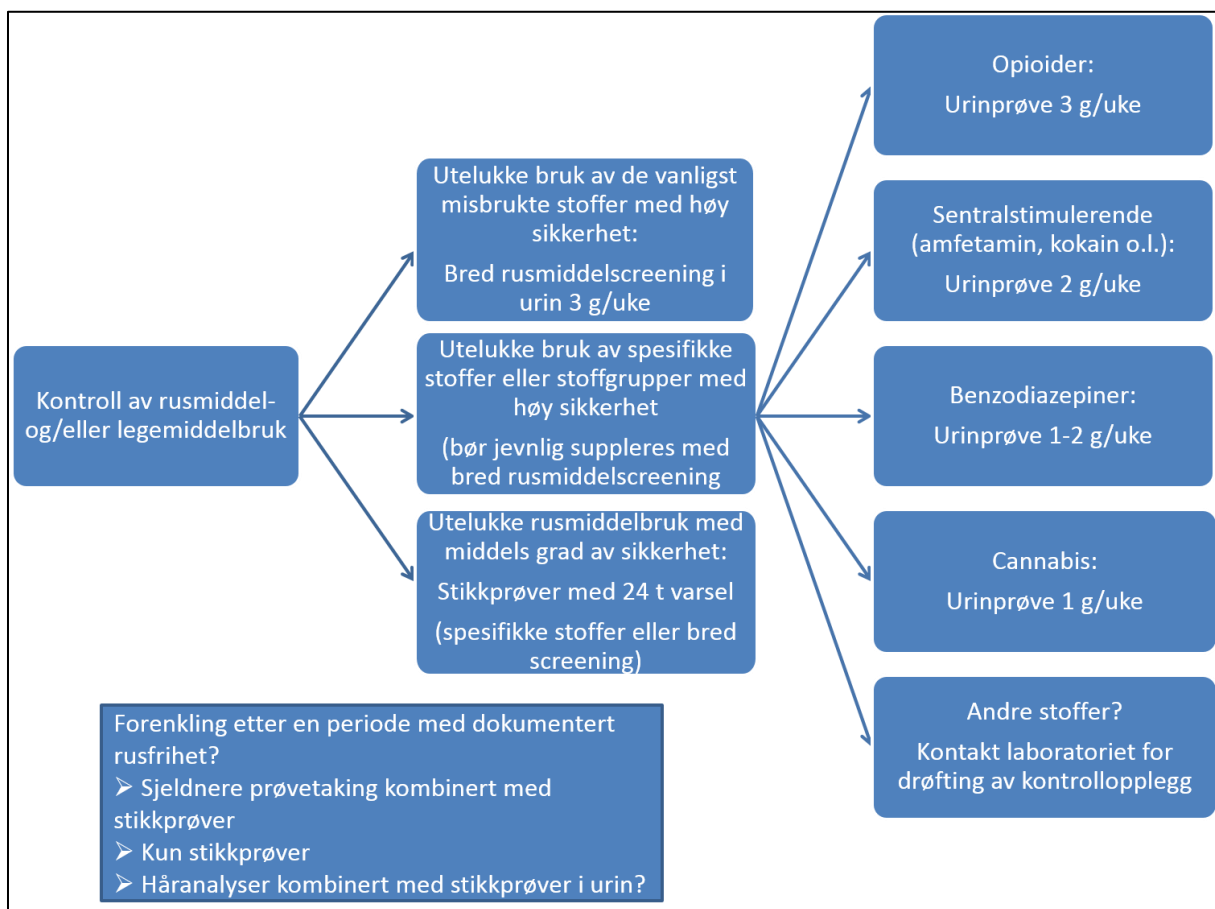 Kontroll av rusmiddel-
og/eller legemiddelbruk
Utelukke bruk av de vanligst
misbrukte stoffer med høy
sikkerhet:
Bred rusmiddelscreening i
urin 3 g/uke
Utelukke bruk av spesifikke
stoffer eller stoffgrupper med
høy sikkerhet
(bør jevnlig suppleres med
bred rusmiddelscreening
Utelukke rusmiddelbruk med
middels grad av sikkerhet:
Stikkprøver med 24 t varsel
(spesifikke stoffer eller bred
screening)
Opioider:
Urinprøve 3 g/uke
Sentralstimulerende
(amfetamin, kokain o.l.):
Urinprøve 2 g/uke
Benzodiazepiner:
Urinprøve 1-2 g/uke
Cannabis:
Urinprøve 1 g/uke
Andre stoffer?
Kontakt laboratoriet for
drøfting av kontrollopplegg
Forenkling etter en periode med dokumentert
rusfrihet?
➢ Sjeldnere prøvetaking kombinert med
stikkprøver
➢ Kun stikkprøver
➢ Håranalyser kombinert med stikkprøver i urin?